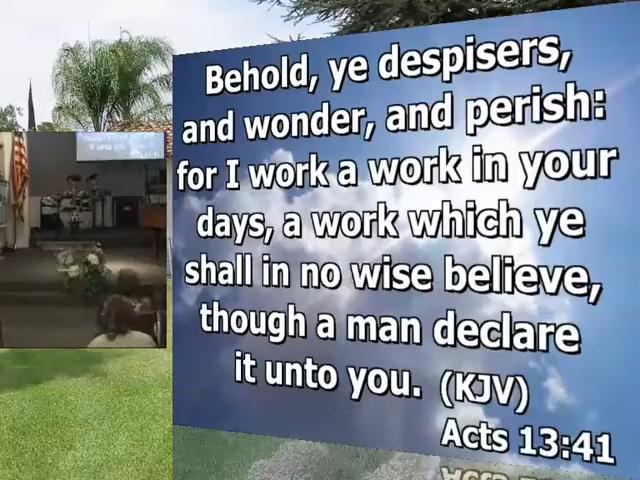 Behold, ye despisers,
and wonder, and perish:
for I work a work in your
days, a work which ye
shall in no wise believe,
though a man declare
it unto you. (KJV)
Acts 13:41